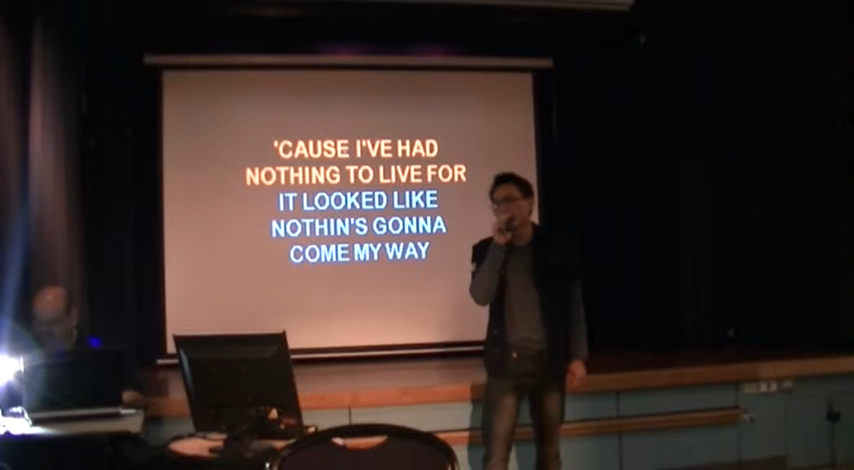 'CAUSE I'VE HAD
NOTHING TO LIVE FOR
IT LOOKED LIKE
NOTHIN'S GONNA
COME MY WAY